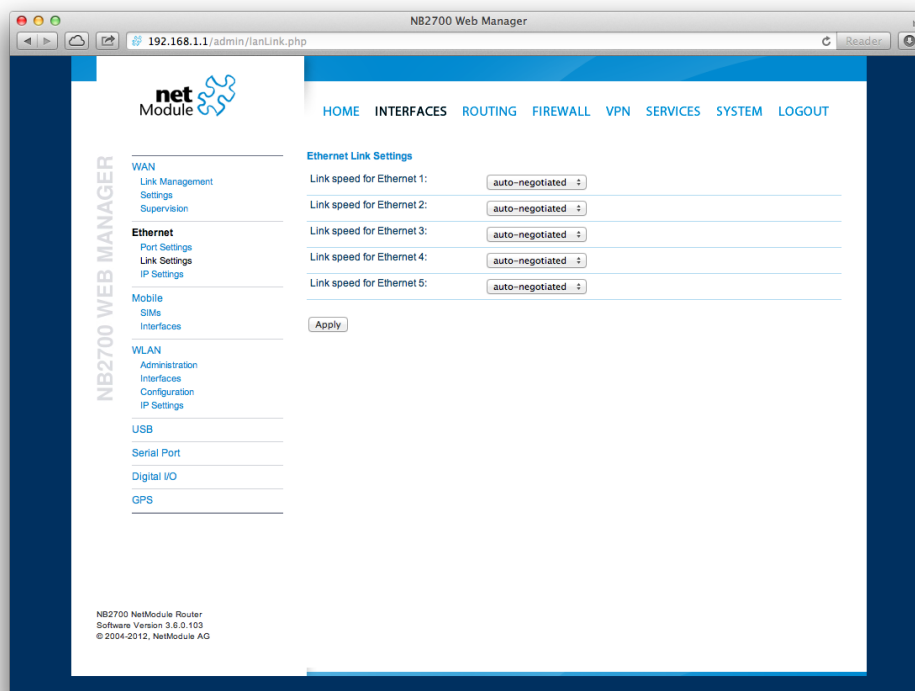 NB2700 Web Manager
192.168.1.1/admin/lanLink.php
Reader
net
Module
HOME INTERFACES ROUTING FIREWALL VPN SERVICES SYSTEM LOGOUT
NB2700 WEB MANAGER
WAN
Link Management
Settings
Supervision
Ethernet
Port Settings
Link Settings
IP Settings
Mobile
SIMs
Interfaces
WLAN
Administration
Interfaces
Configuration
IP Settings
USB
Serial Port
Digital I/O
GPS
Ethernet Link Settings
Link speed for Ethernet 1: auto-negotiated
Link speed for Ethernet 2: auto-negotiated
Link speed for Ethernet 3: auto-negotiated
Link speed for Ethernet 4: auto-negotiated
Link speed for Ethernet 5: auto-negotiated
Apply
NB2700 NetModule Router
Software Version 3.6.0.103
© 2004-2012, NetModule AG